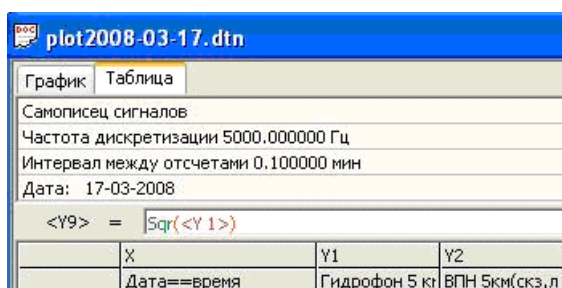 plot2008-03-17.dtn
График Таблица
Самописец сигналов
Частота дискретизации 5000.000000 Гц
Интервал между отсчетами 0.100000 мин
Дата: 17-03-2008
<Y9> = Sqr(<Y 1>)
X Y1 Y2
Дата==время Гидрофон 5 кг ВПН 5км(скз,л